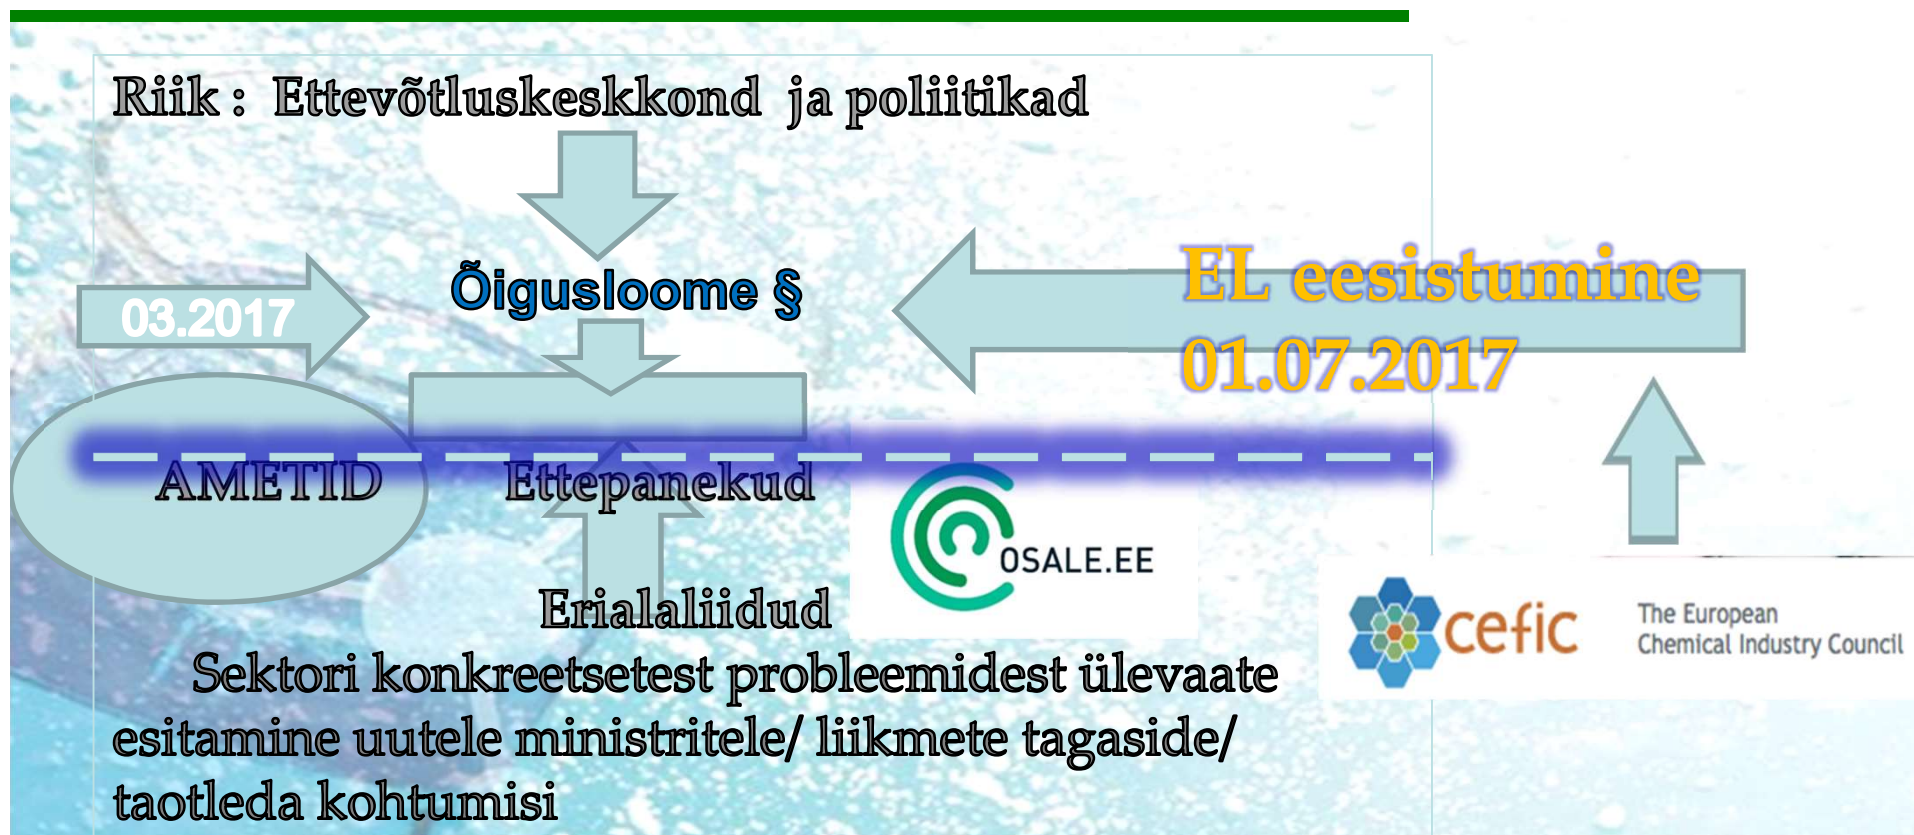 Riik : Ettevõtluskeskkond ja poliitikad
Õigusloome §
03.2017
EL eesistumine
01.07.2017
AMETID
Ettepanekud
OSALE.EE
Erialaliidud
cefic
The European
Chemical Industry Council
Sektori konkreetsetest probleemidest ülevaate
esitamine uutele ministritele/ liikmete tagaside/
taotleda kohtumisi